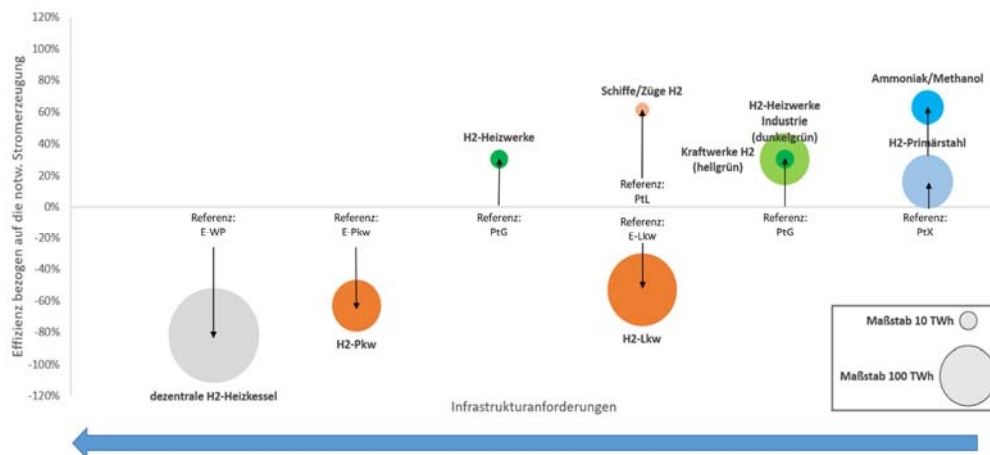 Effizienz bezogen auf die notw. Stromerzeugung
120%
100%
80%
60%
40%
20%
0%
-20%
-40%
-60%
-80%
-100%
-120%
Referenz:
E-WP
dezentrale H2-Heizkessel
Referenz:
E-Pkw
H2-Pkw
H2-Heizwerke
Referenz:
PtG
Schiffe/Züge H2
Referenz:
PtL
Referenz:
E-Lkw
H2-Lkw
H2-Heizwerke
Industrie
(dunkelgrün)
Kraftwerke H2
(hellgrün)
Referenz:
PtG
Ammoniak/Methanol
H2-Primärstahl
Referenz:
PtX
Maßstab 10 TWh
Maßstab 100 TWh
Infrastrukturanforderungen